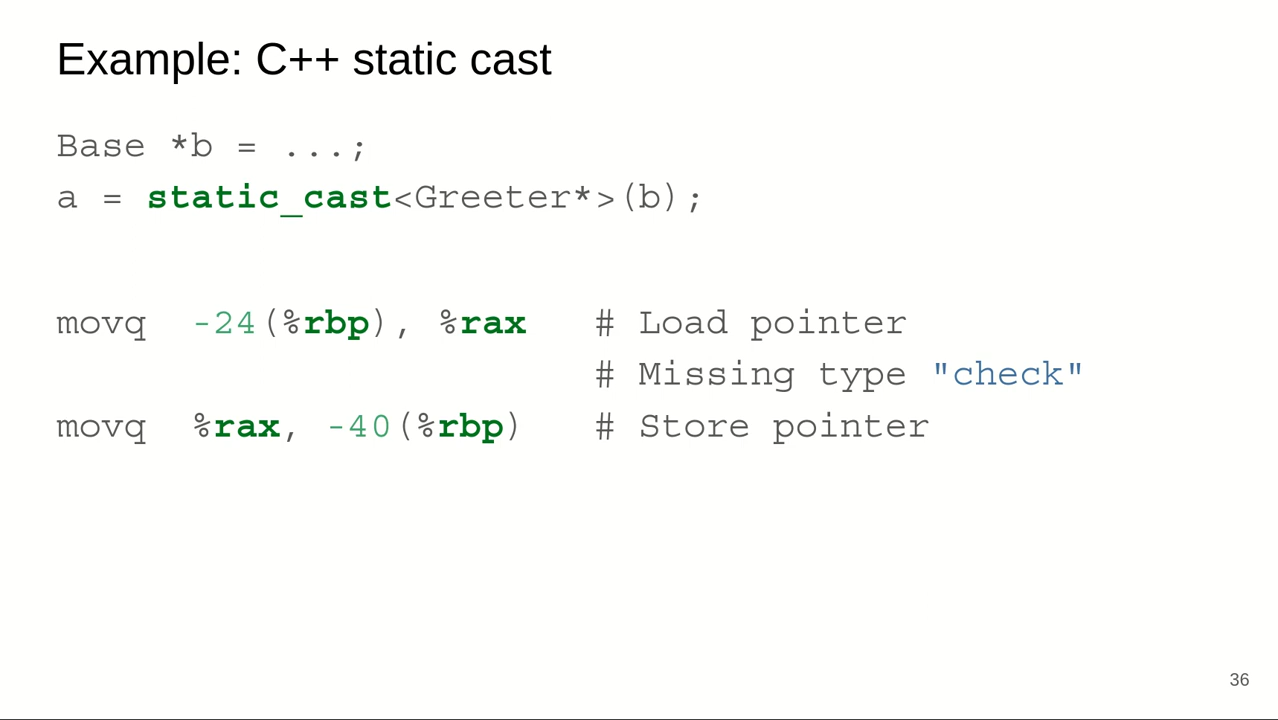 Example: C++ static cast
Base *b = ...;
a = static_cast<Greeter*>(b);
movq  -24(%rbp), %rax   # Load pointer
# Missing type "check"
movq  %rax, -40(%rbp)   # Store pointer
36